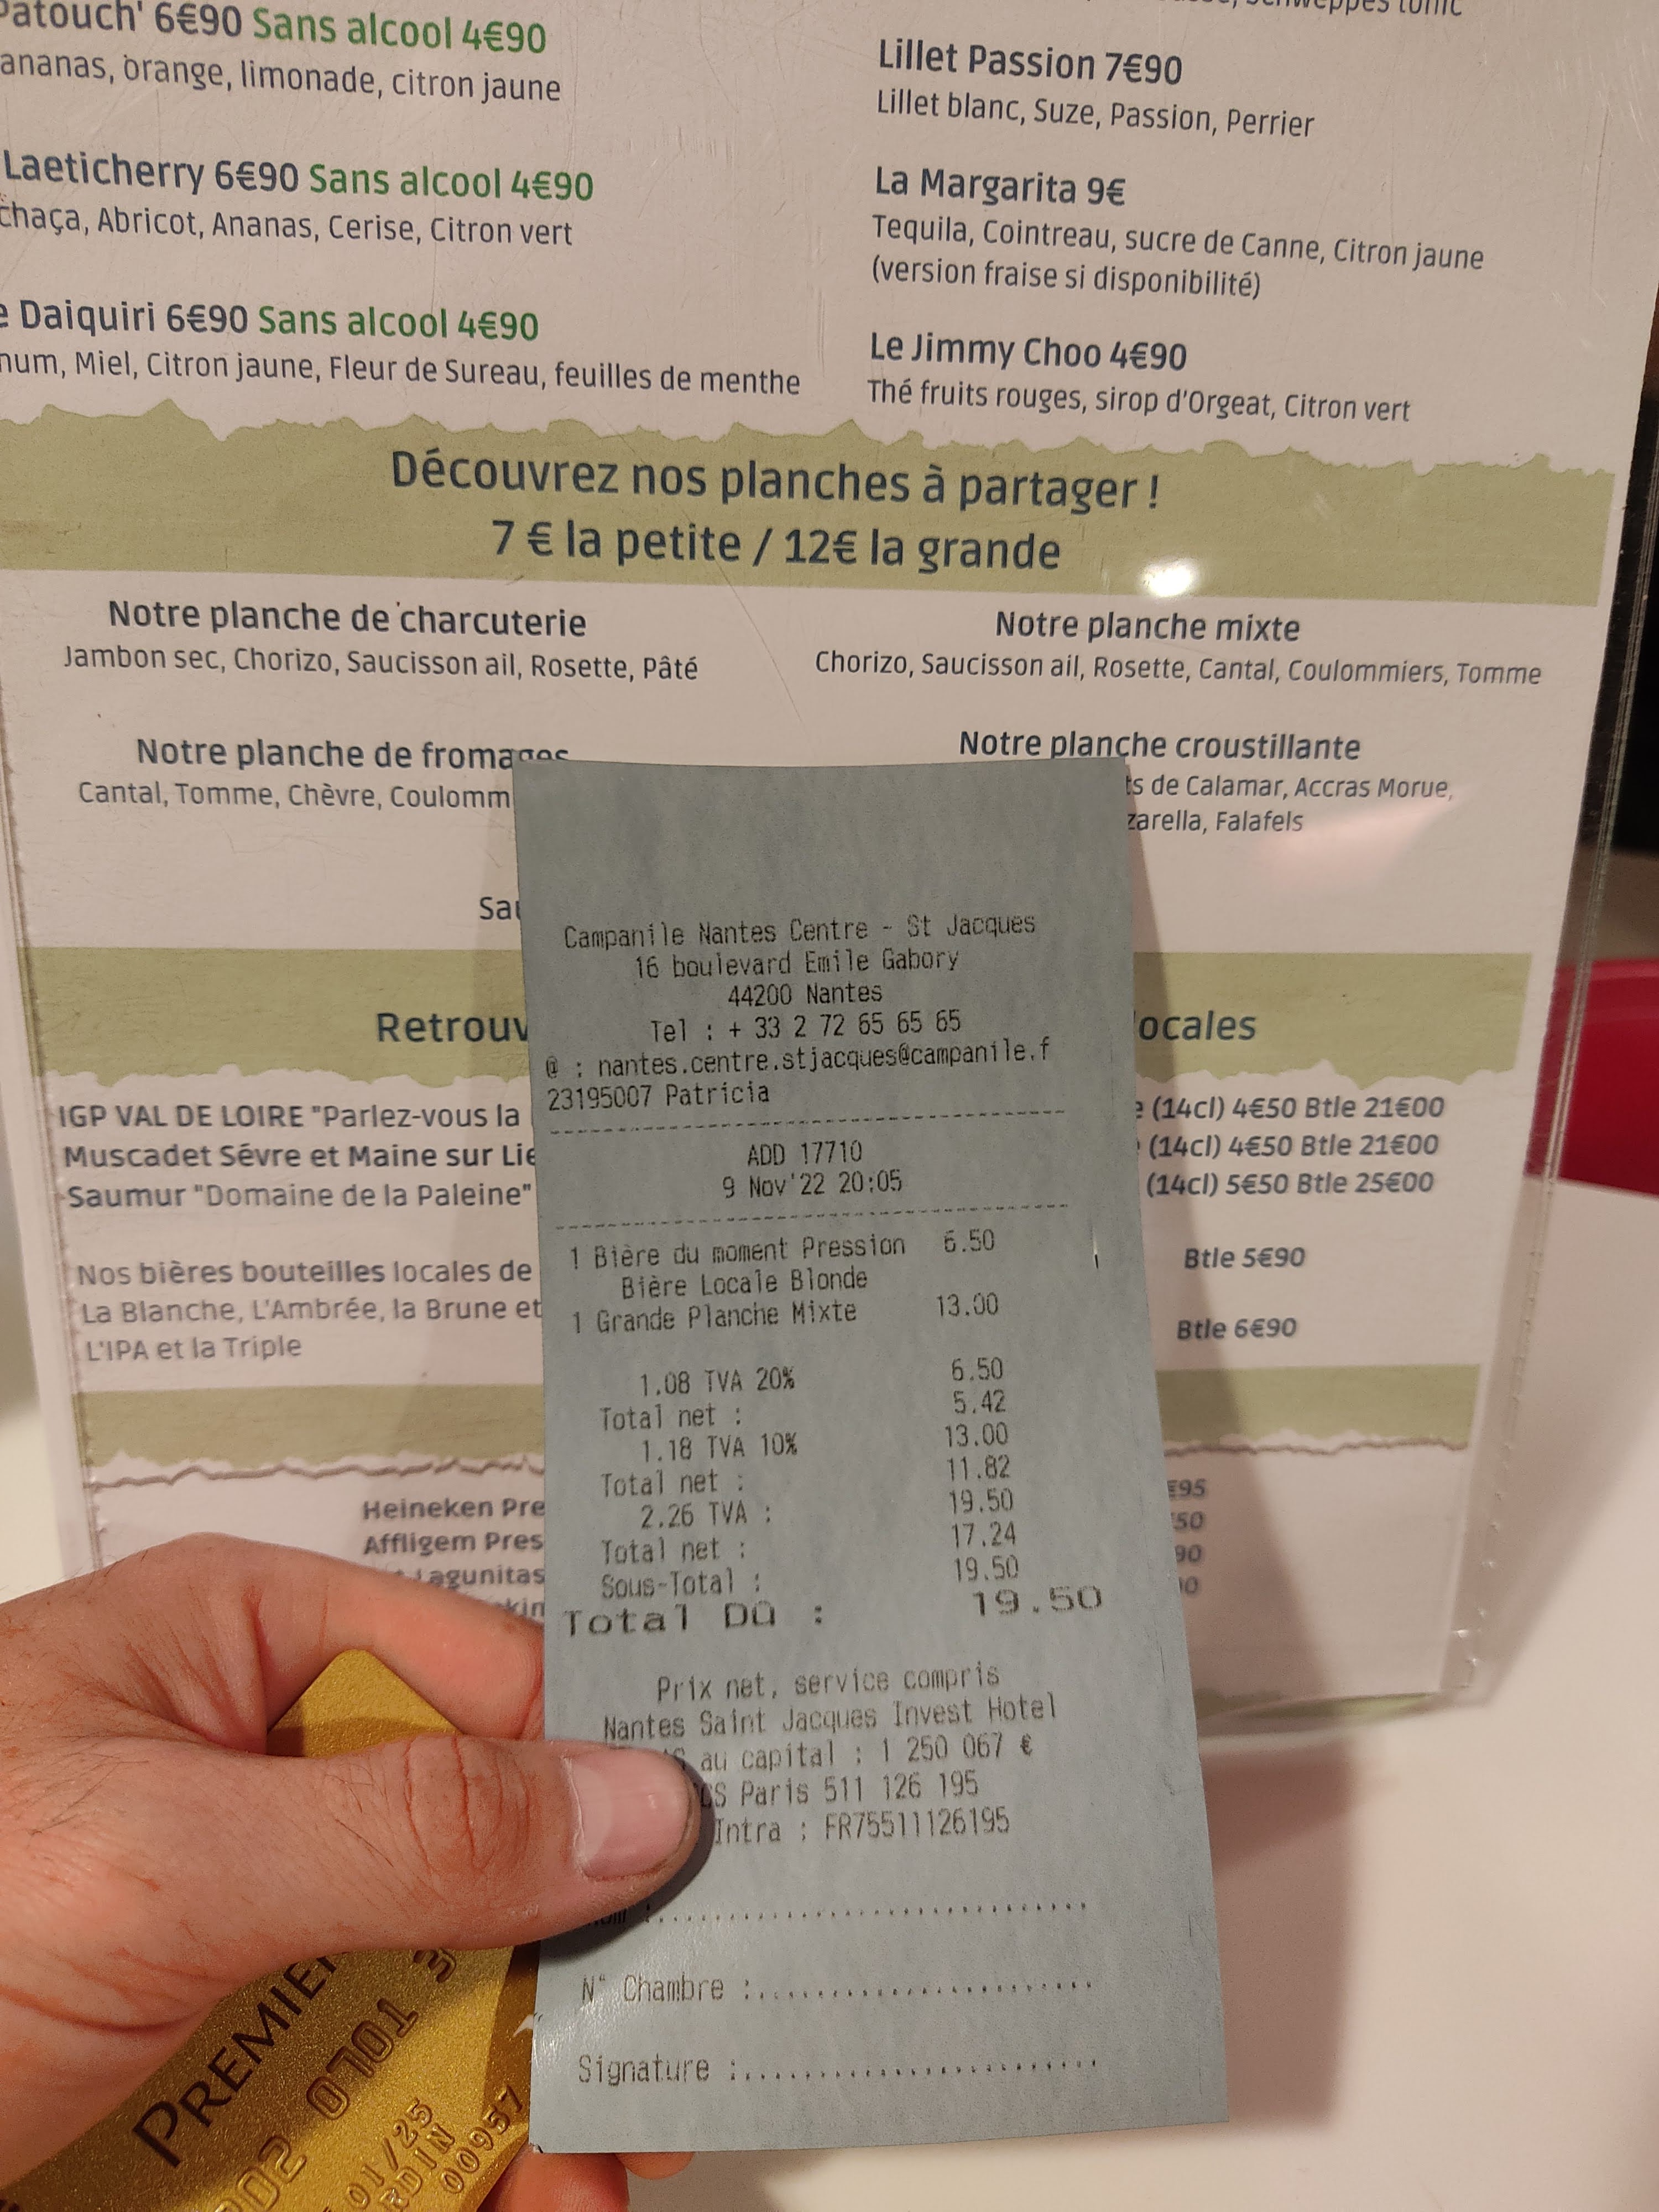 Patouch' 6€90 Sans alcool 4€90
ananas, orange, limonade, citron jaune
Laeticherry 6€90 Sans alcool 4€90
Abricot, Ananas, Cerise, Citron vert
Daiquiri 6€90 Sans alcool 4€90
Miel, Citron jaune, Fleur de Sureau, feuilles de menthe
Schweppes tonic
Lillet Passion 7€90
Lillet blanc, Suze, Passion, Perrier
La Margarita 9€
Tequila, Cointreau, sucre de Canne, Citron jaune
(version fraise si disponibilité)
Le Jimmy Choo 4€90
Thé fruits rouges, sirop d'Orgeat, Citron vert
Découvrez nos planches à partager !
7 € la petite / 12€ la grande
Notre planche de charcuterie
Jambon sec, Chorizo, Saucisson ail, Rosette, Pâté
Notre planche mixte
Chorizo, Saucisson ail, Rosette, Cantal, Coulommiers, Tomme
Notre planche de fromages
Cantal, Tomme, Chèvre, Coulomm
Notre planche croustillante
de Calamar, Accras Morue,
Falafels
Retrouv
ocales
IGP VAL DE LOIRE "Parlez-vous la
(14cl) 4€50 Btle 21€00
Muscadet Sévre et Maine sur Lie
(14cl) 4€50 Btle 21€00
Saumur "Domaine de la Paleine"
(14cl) 5€50 Btle 25€00
Nos bières bouteilles locales de
Btle 5€90
La Blanche, L'Ambrée, la Brune et
L'IPA et la Triple
Btle 6€90
Heineken Pre
Affligem Pres
Lagunitas
Campanile Nantes Centre - St Jacques
16 boulevard Emile Gabory
44200 Nantes
Tel : + 33 2 72 65 65 65
@ : nantes.centre.stjacques@campanile.f
23195007 Patricia
ADD 17710
9 Nov'22 20:05
1 Bière du moment Pression 6.50
Bière Locale Blonde
1 Grande Planche Mixte 13.00
1.08 TVA 20% 6.50
Total net : 5.42
1.18 TVA 10% 13.00
Total net : 11.82
2.26 TVA : 19.50
Total net : 17.24
Sous-Total : 19.50
Total Dû : 19.50
Prix net, service compris
Nantes Saint Jacques Invest Hotel
au capital : 1 250 067 €
Paris 511 126 195
Intra : FR75511126195
N° Chambre :
Signature :
PREMIER
0701 3
01/25
00957